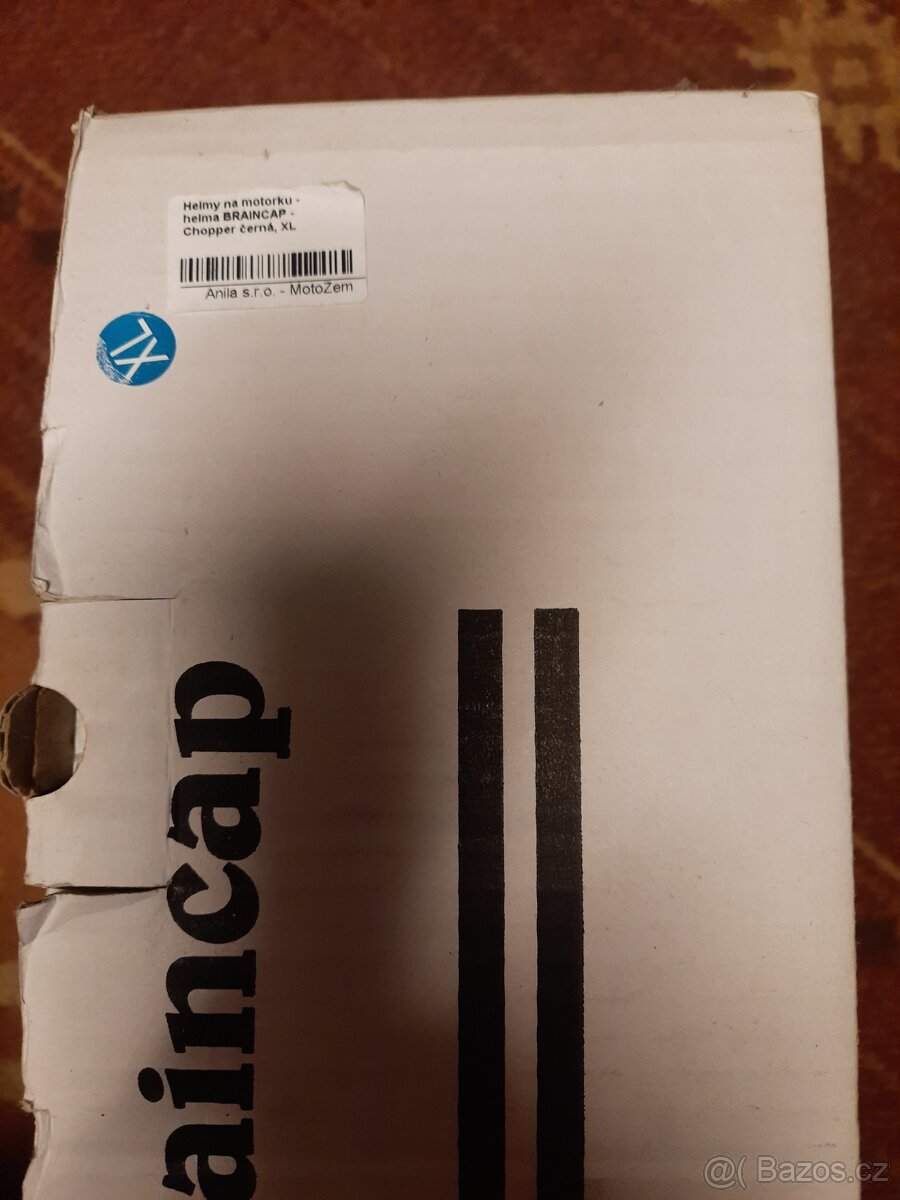 Helmy na motorku -
helma BRAINCAP -
Chopper černá, XL
Anila s.r.o. - MotoZem
XL
aincap
@( Bazos.cz